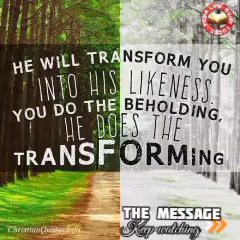 HE WILL TRANSFORM YOU
INTO HIS LIKENESS.
YOU DO THE BEHOLDING,
HE DOES THE
TRANSFORMING
ChristianQuotes.info
THE MESSAGE
Keep watching